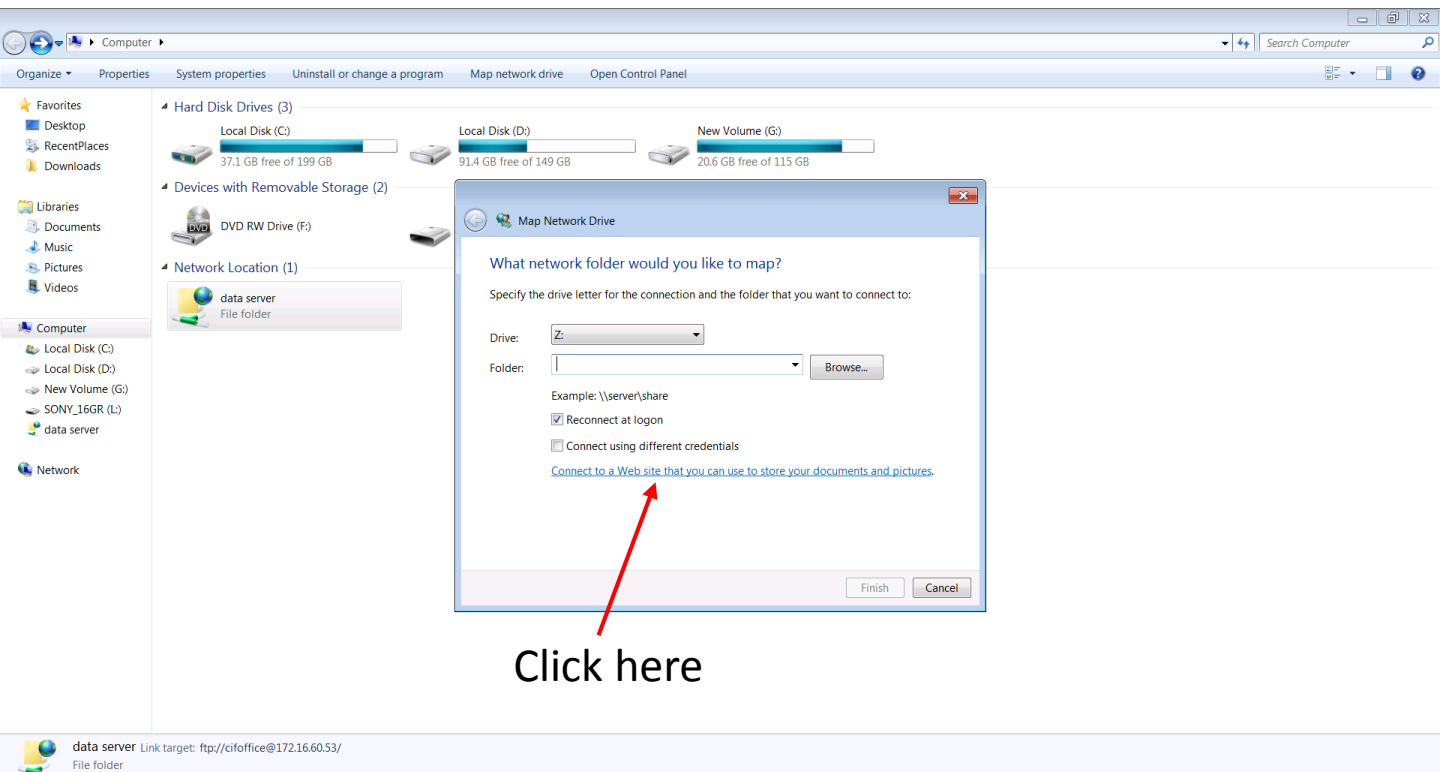 Computer
Search Computer
Organize
Properties
System properties
Uninstall or change a program
Map network drive
Open Control Panel
Favorites
Desktop
RecentPlaces
Downloads
Libraries
Documents
Music
Pictures
Videos
Computer
Local Disk (C:)
Local Disk (D:)
New Volume (G:)
SONY_16GR (L:)
data server
Network
Hard Disk Drives (3)
Local Disk (C:)
37.1 GB free of 199 GB
Local Disk (D:)
91.4 GB free of 149 GB
New Volume (G:)
20.6 GB free of 115 GB
Devices with Removable Storage (2)
DVD
DVD RW Drive (F:)
Network Location (1)
data server
File folder
Map Network Drive
What network folder would you like to map?
Specify the drive letter for the connection and the folder that you want to connect to:
Drive: Z:
Folder:
Browse...
Example: \\server\share
Reconnect at logon
Connect using different credentials
Connect to a Web site that you can use to store your documents and pictures.
Finish
Cancel
Click here
data server Link target: ftp://cifoffice@172.16.60.53/
File folder